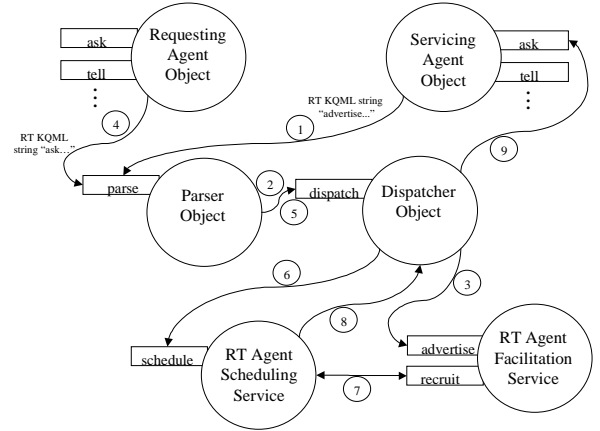 Requesting
Agent
Object
ask
tell
Servicing
Agent
Object
ask
tell
RT KQML string
"advertise..."
4
1
9
RT KQML
string "ask…"
parse
Parser
Object
2
5
dispatch
Dispatcher
Object
6
3
8
schedule
RT Agent
Scheduling
Service
7
advertise
recruit
RT Agent
Facilitation
Service